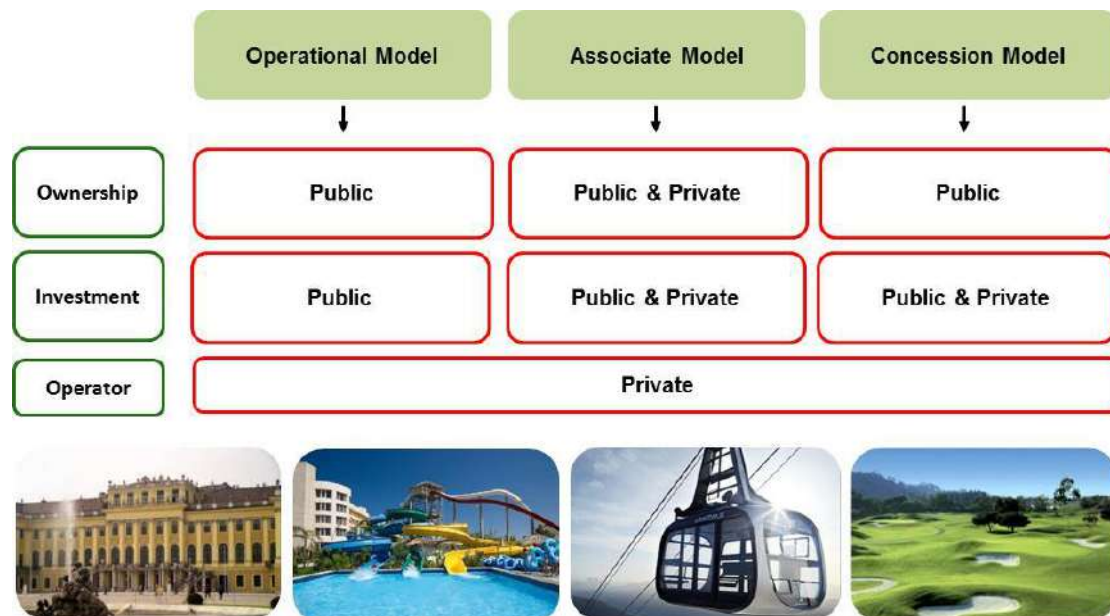 Operational Model
Associate Model
Concession Model
Ownership
Public
Public & Private
Public
Investment
Public
Public & Private
Public & Private
Operator
Private